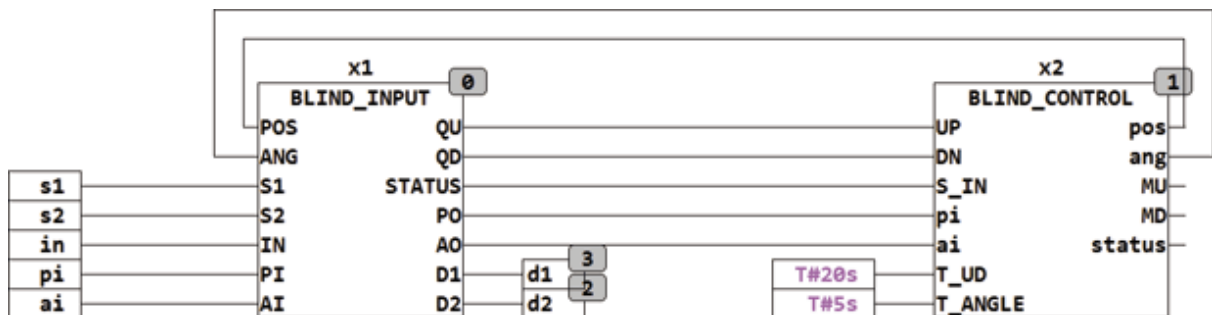 x1 x2
0 1
BLIND_INPUT BLIND_CONTROL
POS QU UP pos
ANG QD DN ang
s1 S1 STATUS S_IN MU
s2 S2 PO pi MD
in IN AO ai status
3
pi PI D1 d1 T#20s T_UD
2
ai AI D2 d2 T#5s T_ANGLE